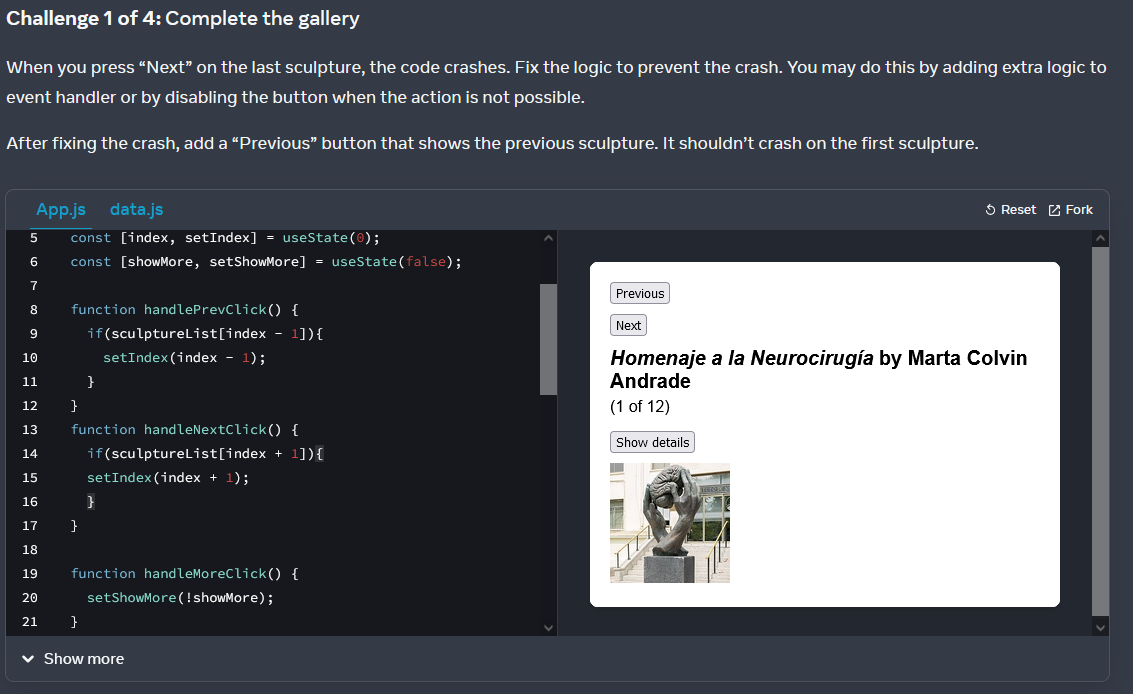 Challenge 1 of 4: Complete the gallery
When you press “Next” on the last sculpture, the code crashes. Fix the logic to prevent the crash. You may do this by adding extra logic to
event handler or by disabling the button when the action is not possible.
After fixing the crash, add a “Previous” button that shows the previous sculpture. It shouldn’t crash on the first sculpture.
App.js data.js Reset Fork
5 const [index, setIndex] = useState(0);
6 const [showMore, setShowMore] = useState(false);
7
8 function handlePrevClick() {
9 if(sculptureList[index - 1]){
10 setIndex(index - 1);
11 }
12 }
13 function handleNextClick() {
14 if(sculptureList[index + 1]){
15 setIndex(index + 1);
16 }
17 }
18
19 function handleMoreClick() {
20 setShowMore(!showMore);
21 }
Previous
Next
Homenaje a la Neurocirugía by Marta Colvin
Andrade
(1 of 12)
Show details
Show more